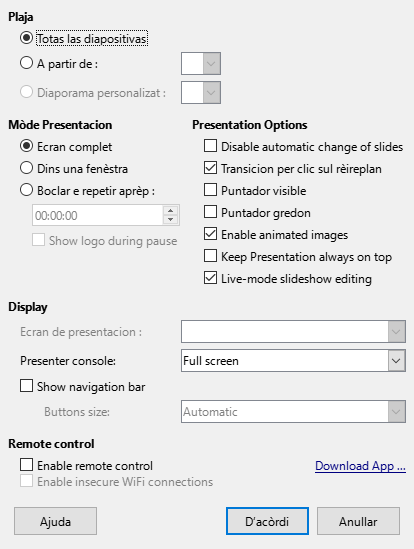 Plaja
Totas las diapositivas
A partir de :
Diaporama personalizat :
Mòde Presentacion
Ecran complet
Dins una fenèstra
Boclar e repetir aprèp :
00:00:00
Show logo during pause
Presentation Options
Disable automatic change of slides
Transicion per clic sul rèireplan
Puntador visible
Puntador gredon
Enable animated images
Keep Presentation always on top
Live-mode slideshow editing
Display
Ecran de presentacion :
Presenter console: Full screen
Show navigation bar
Buttons size: Automatic
Remote control
Enable remote control Download App ...
Enable insecure WiFi connections
Ajuda D'acòrdi Anullar